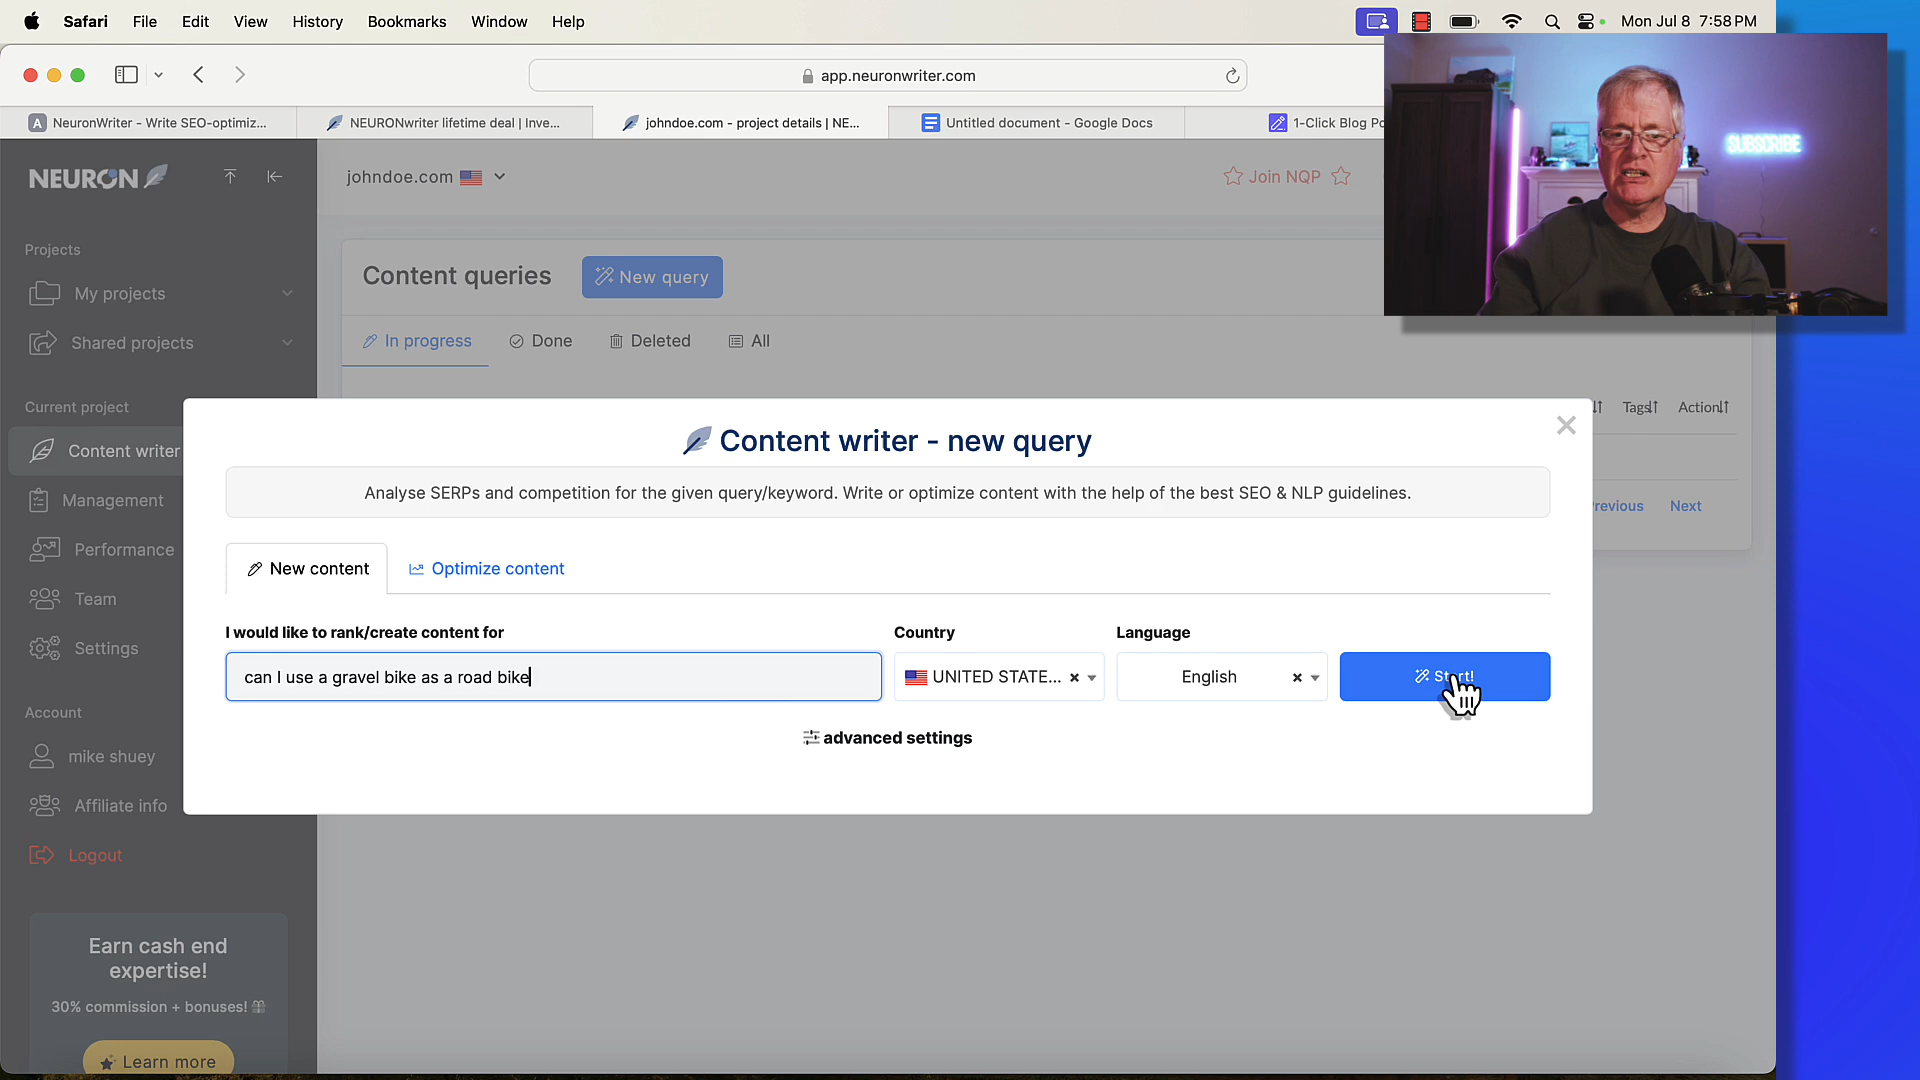 Safari File Edit View History Bookmarks Window Help Mon Jul 8 7:58 PM
app.neuronwriter.com
A NeuronWriter - Write SEO-optimiz... NEURONwriter lifetime deal | Inve... johndoe.com - project details | NE... Untitled document - Google Docs 1-Click Blog Po
NEURON johndoe.com Join NQP
SUBSCRIBE
Projects
My projects
Shared projects
Content queries New query
In progress Done Deleted All
Current project
Tags Action
Content writer
Management
Performance
Team
Settings
revious Next
Content writer - new query
Analyse SERPs and competition for the given query/keyword. Write or optimize content with the help of the best SEO & NLP guidelines.
New content Optimize content
I would like to rank/create content for Country Language
can I use a gravel bike as a road bike UNITED STATE... English Start!
advanced settings
Account
mike shuey
Affiliate info
Logout
Earn cash end
expertise!
30% commission + bonuses!
Learn more